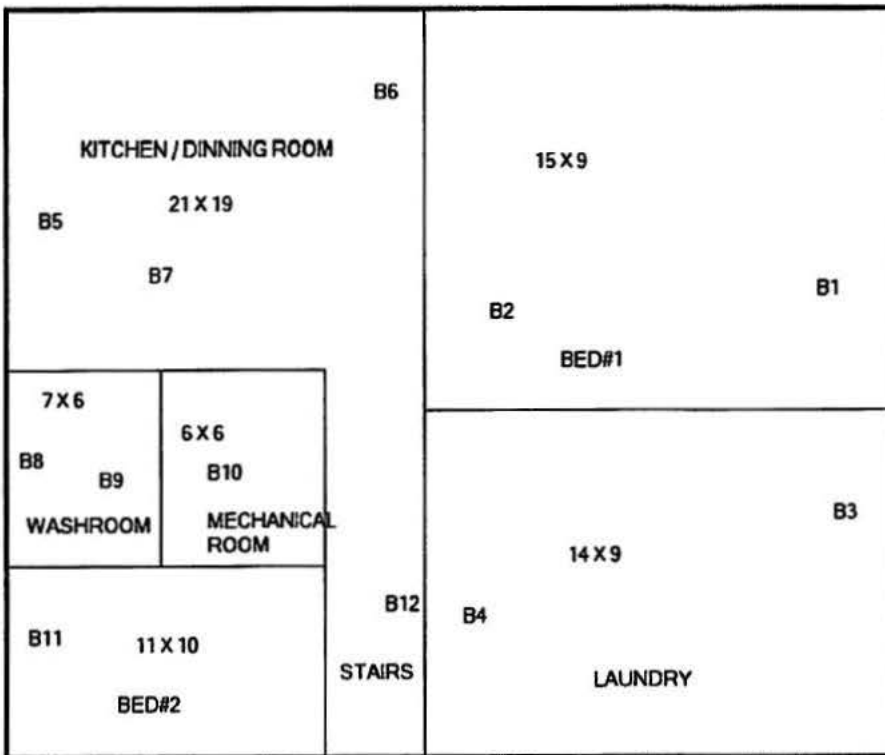 B6
KITCHEN / DINNING ROOM
21 X 19
B5
B7
15 X 9
B1
B2
BED#1
7 X 6
B8
B9
WASHROOM
6 X 6
B10
MECHANICAL
ROOM
B3
14 X 9
B4
LAUNDRY
B12
STAIRS
B11
11 X 10
BED#2